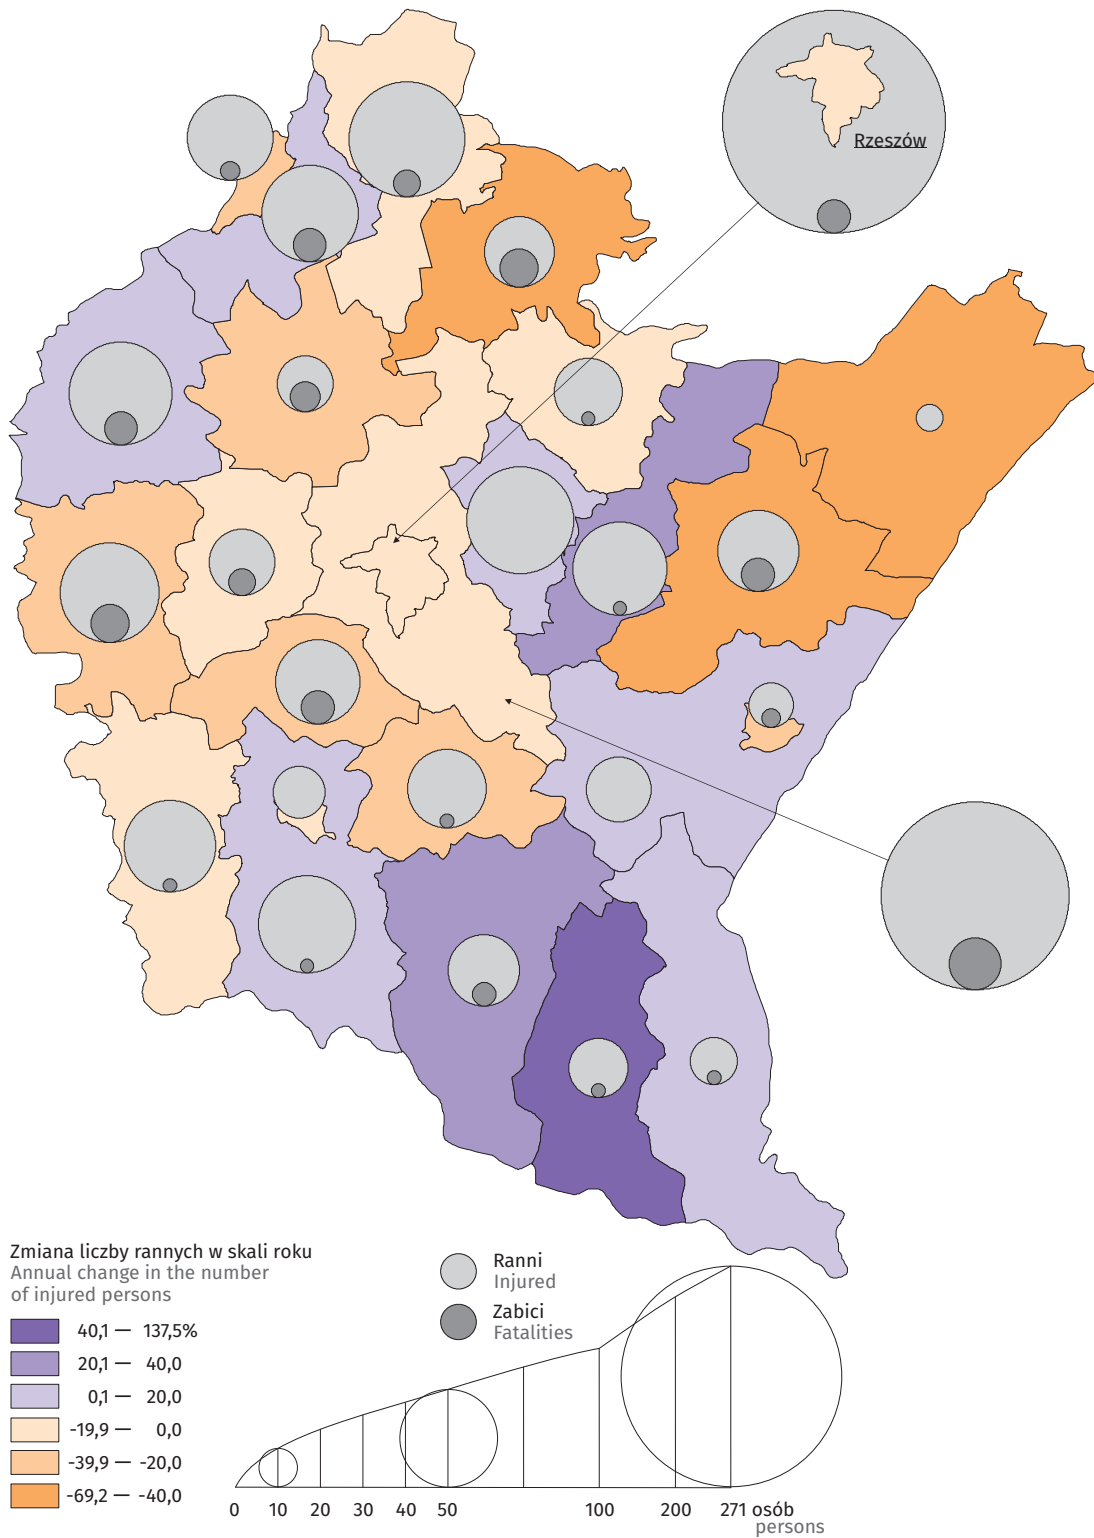 Rzeszów
Zmiana liczby rannych w skali roku
Annual change in the number
of injured persons
40,1 — 137,5%
20,1 — 40,0
0,1 — 20,0
-19,9 — 0,0
-39,9 — -20,0
-69,2 — -40,0
Ranni
Injured
Zabici
Fatalities
0 10 20 30 40 50 100 200 271 osób
persons